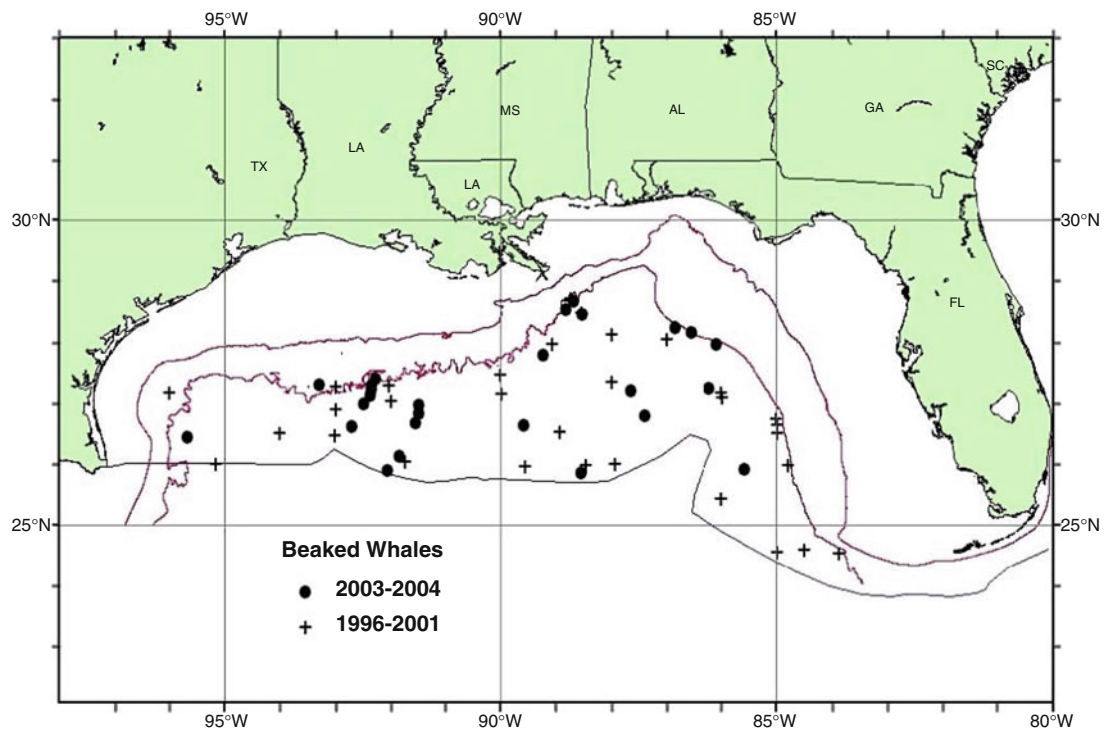 95°W 90°W 85°W
SC
MS AL GA
TX LA
LA
30°N 30°N
FL
25°N 25°N
Beaked Whales
2003-2004
1996-2001
95°W 90°W 85°W 80°W